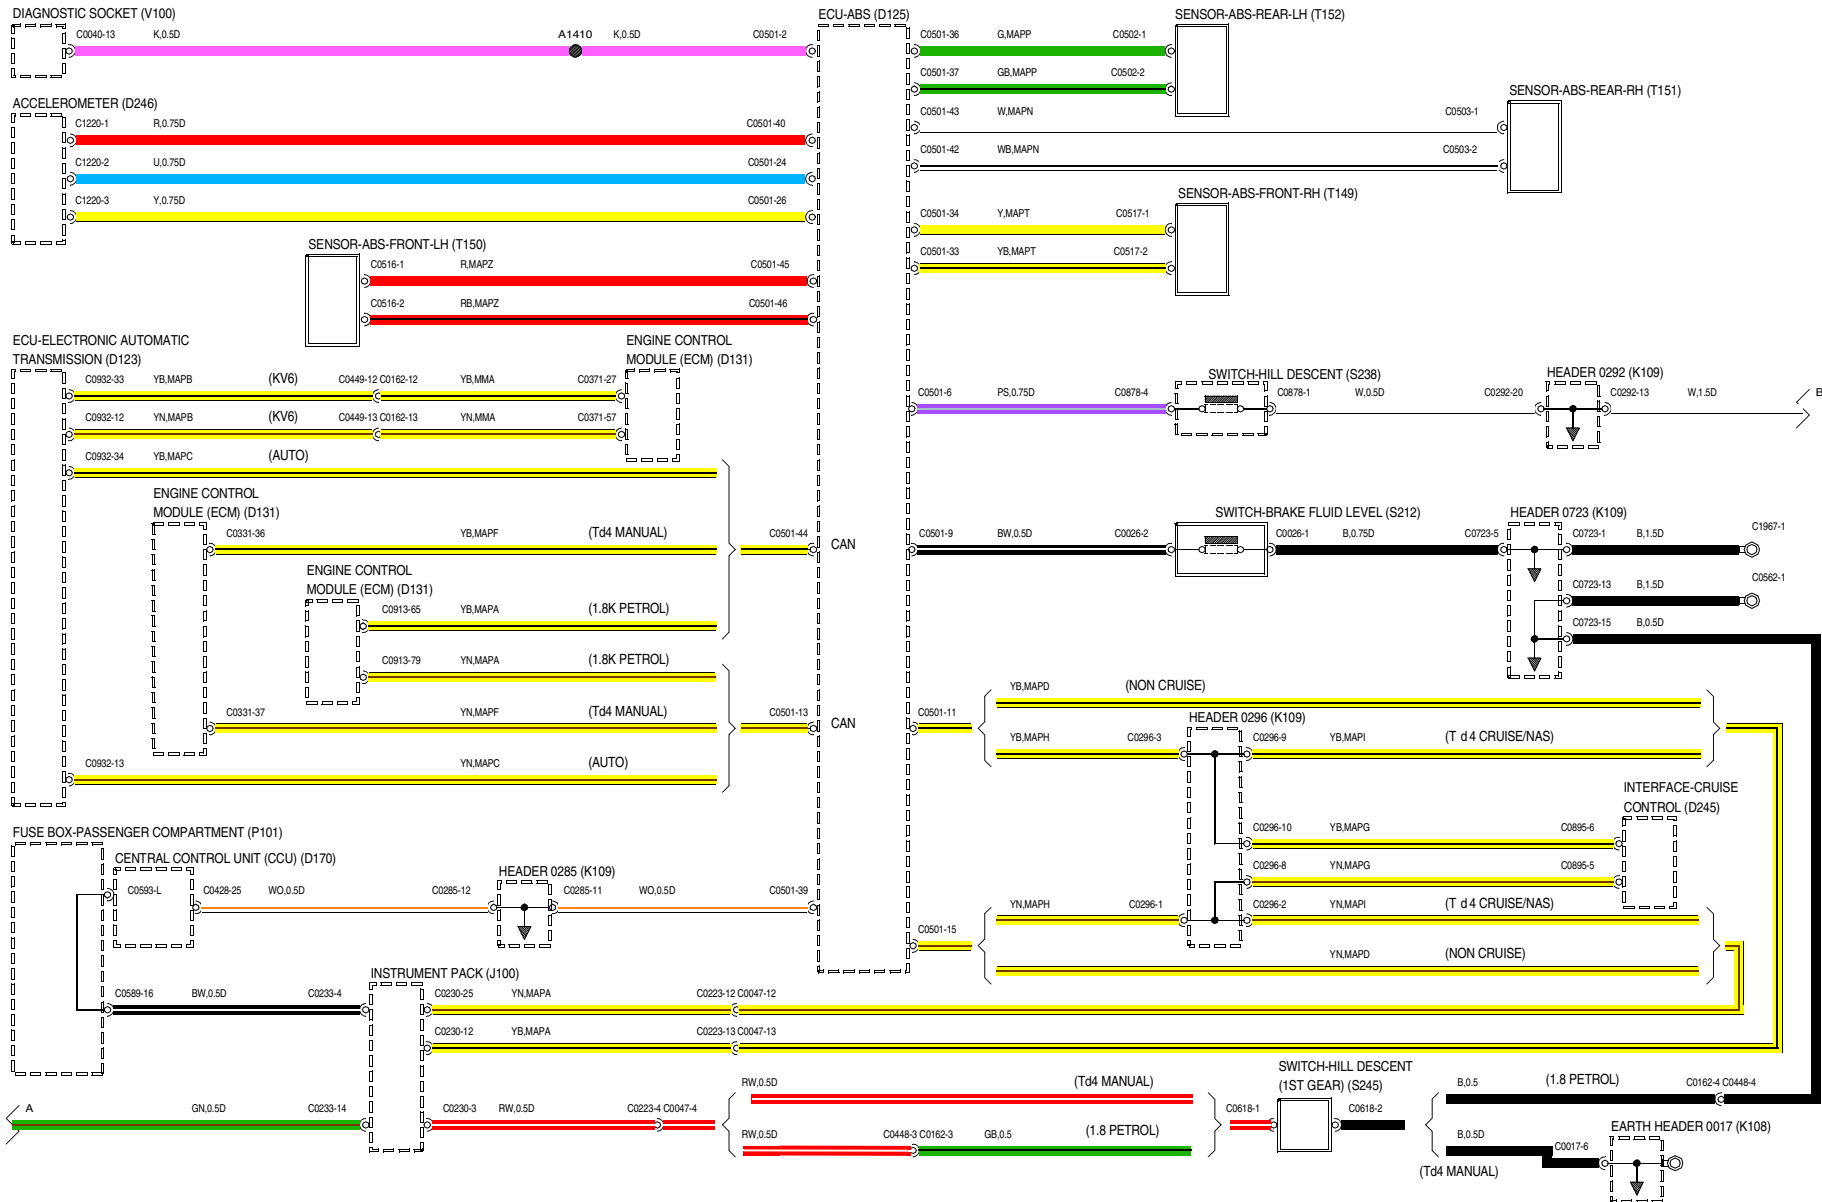 DIAGNOSTIC SOCKET (V100)
C0040-13 K,0.5D A1410 K,0.5D C0501-2
ACCELEROMETER (D246)
C1220-1 R,0.75D C0501-40
C1220-2 U,0.75D C0501-24
C1220-3 Y,0.75D C0501-26
SENSOR-ABS-FRONT-LH (T150)
C0516-1 R,MAPZ C0501-45
C0516-2 RB,MAPZ C0501-46
ECU-ELECTRONIC AUTOMATIC
TRANSMISSION (D123)
ENGINE CONTROL
MODULE (ECM) (D131)
C0932-33 YB,MAPB (KV6) C0449-12 C0162-12 YB,MMA C0371-27
C0932-12 YN,MAPB (KV6) C0449-13 C0162-13 YN,MMA C0371-57
C0932-34 YB,MAPC (AUTO)
ENGINE CONTROL
MODULE (ECM) (D131)
C0331-36 YB,MAPF (Td4 MANUAL) C0501-44
ENGINE CONTROL
MODULE (ECM) (D131)
C0913-65 YB,MAPA (1.8K PETROL)
C0913-79 YN,MAPA (1.8K PETROL)
C0331-37 YN,MAPF (Td4 MANUAL) C0501-13
C0932-13 YN,MAPC (AUTO)
ECU-ABS (D125)
CAN
CAN
C0501-36 G,MAPP C0502-1
SENSOR-ABS-REAR-LH (T152)
C0501-37 GB,MAPP C0502-2
C0501-43 W,MAPN C0503-1
SENSOR-ABS-REAR-RH (T151)
C0501-42 WB,MAPN C0503-2
SENSOR-ABS-FRONT-RH (T149)
C0501-34 Y,MAPT C0517-1
C0501-33 YB,MAPT C0517-2
SWITCH-HILL DESCENT (S238)
HEADER 0292 (K109)
C0501-6 PS,0.75D C0878-4 C0878-1 W,0.5D C0292-20 C0292-13 W,1.5D B
SWITCH-BRAKE FLUID LEVEL (S212)
HEADER 0723 (K109)
C0501-9 BW,0.5D C0026-2 C0026-1 B,0.75D C0723-5 C0723-1 B,1.5D C1967-1
C0723-13 B,1.5D C0562-1
C0723-15 B,0.5D
C0501-11 YB,MAPD (NON CRUISE)
HEADER 0296 (K109)
YB,MAPH C0296-3 C0296-9 YB,MAPI (T d 4 CRUISE/NAS)
INTERFACE-CRUISE
CONTROL (D245)
C0296-10 YB,MAPG C0895-6
C0296-8 YN,MAPG C0895-5
YN,MAPH C0296-1 C0296-2 YN,MAPI (T d 4 CRUISE/NAS)
C0501-15 YN,MAPD (NON CRUISE)
FUSE BOX-PASSENGER COMPARTMENT (P101)
CENTRAL CONTROL UNIT (CCU) (D170)
HEADER 0285 (K109)
C0593-L C0428-25 WO,0.5D C0285-12 C0285-11 WO,0.5D C0501-39
INSTRUMENT PACK (J100)
C0589-16 BW,0.5D C0233-4 C0230-25 YN,MAPA C0223-12 C0047-12
C0230-12 YB,MAPA C0223-13 C0047-13
A GN,0.5D C0233-14 C0230-3 RW,0.5D C0223-4 C0047-4
RW,0.5D (Td4 MANUAL)
RW,0.5D C0448-3 C0162-3 GB,0.5 (1.8 PETROL)
SWITCH-HILL DESCENT
(1ST GEAR) (S245)
C0618-1 C0618-2
B,0.5 (1.8 PETROL) C0162-4 C0448-4
B,0.5D C0017-6
(Td4 MANUAL)
EARTH HEADER 0017 (K108)